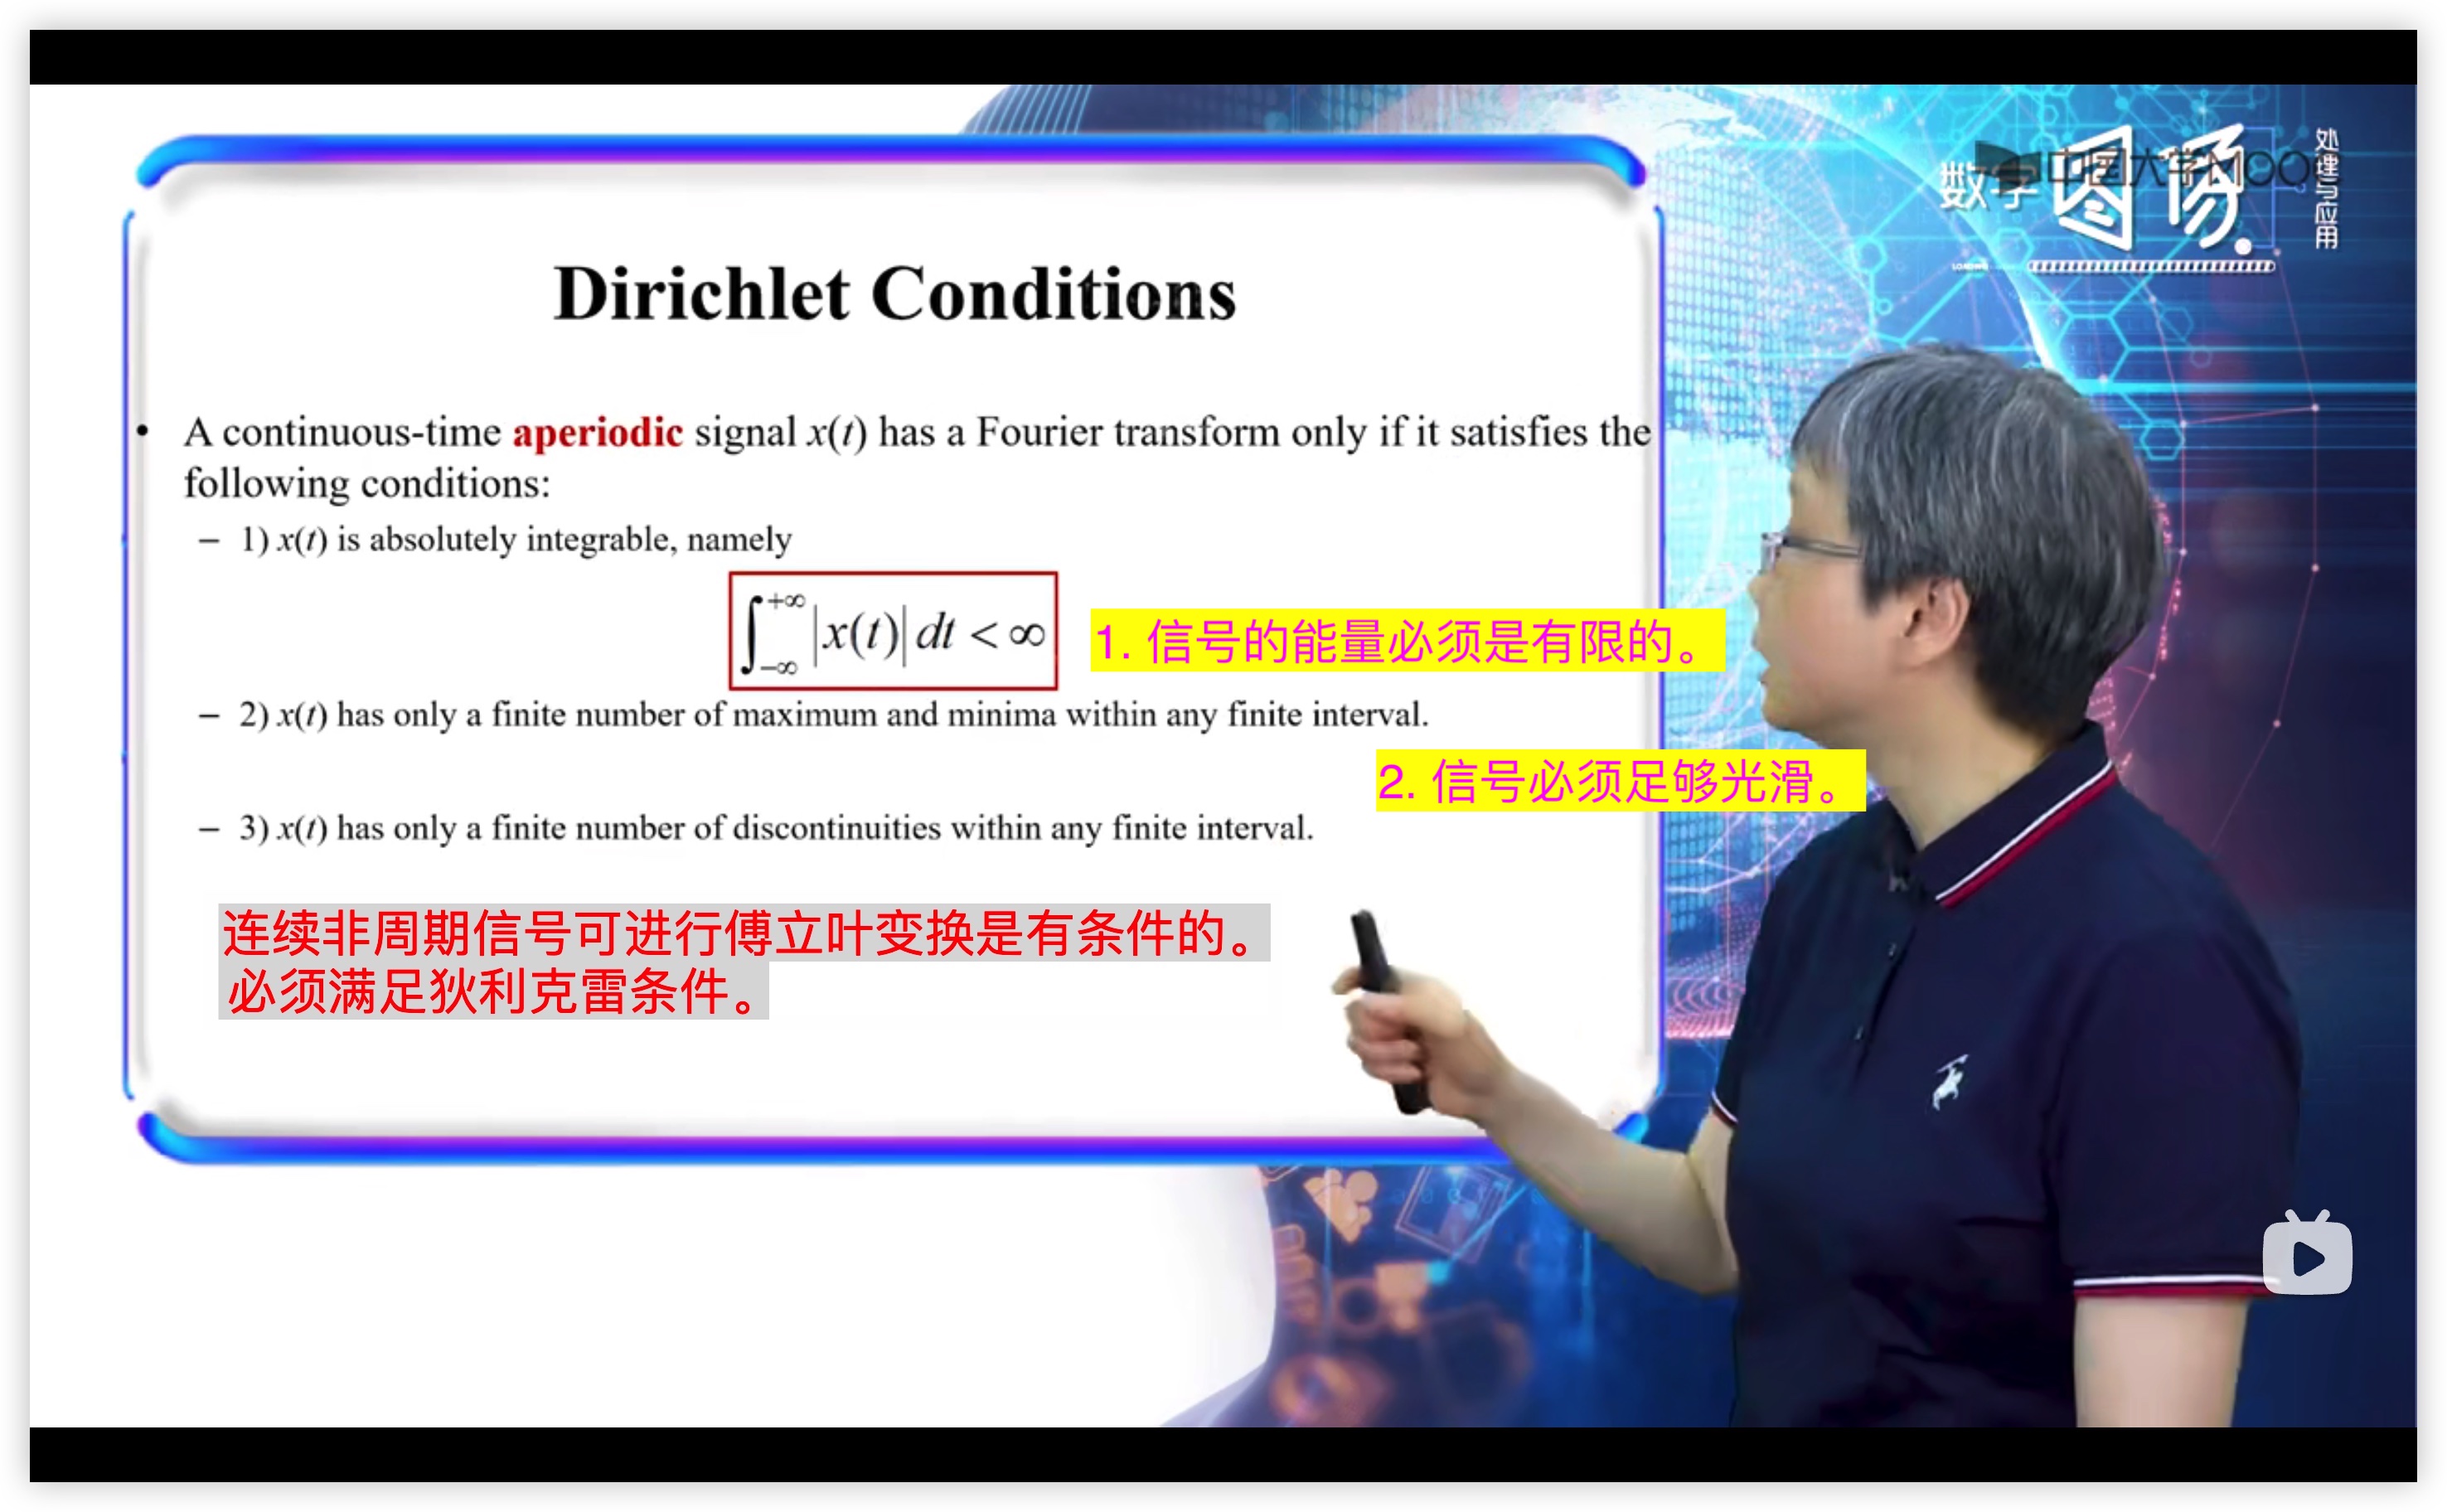 数字图像
处理与应用
中国大学MOOC
LOADING
Dirichlet Conditions
• A continuous-time aperiodic signal x(t) has a Fourier transform only if it satisfies the
following conditions:
– 1) x(t) is absolutely integrable, namely
∫_{-∞}^{+∞} |x(t)| dt < ∞
1. 信号的能量必须是有限的。
– 2) x(t) has only a finite number of maximum and minima within any finite interval.
2. 信号必须足够光滑。
– 3) x(t) has only a finite number of discontinuities within any finite interval.
连续非周期信号可进行傅立叶变换是有条件的。
必须满足狄利克雷条件。